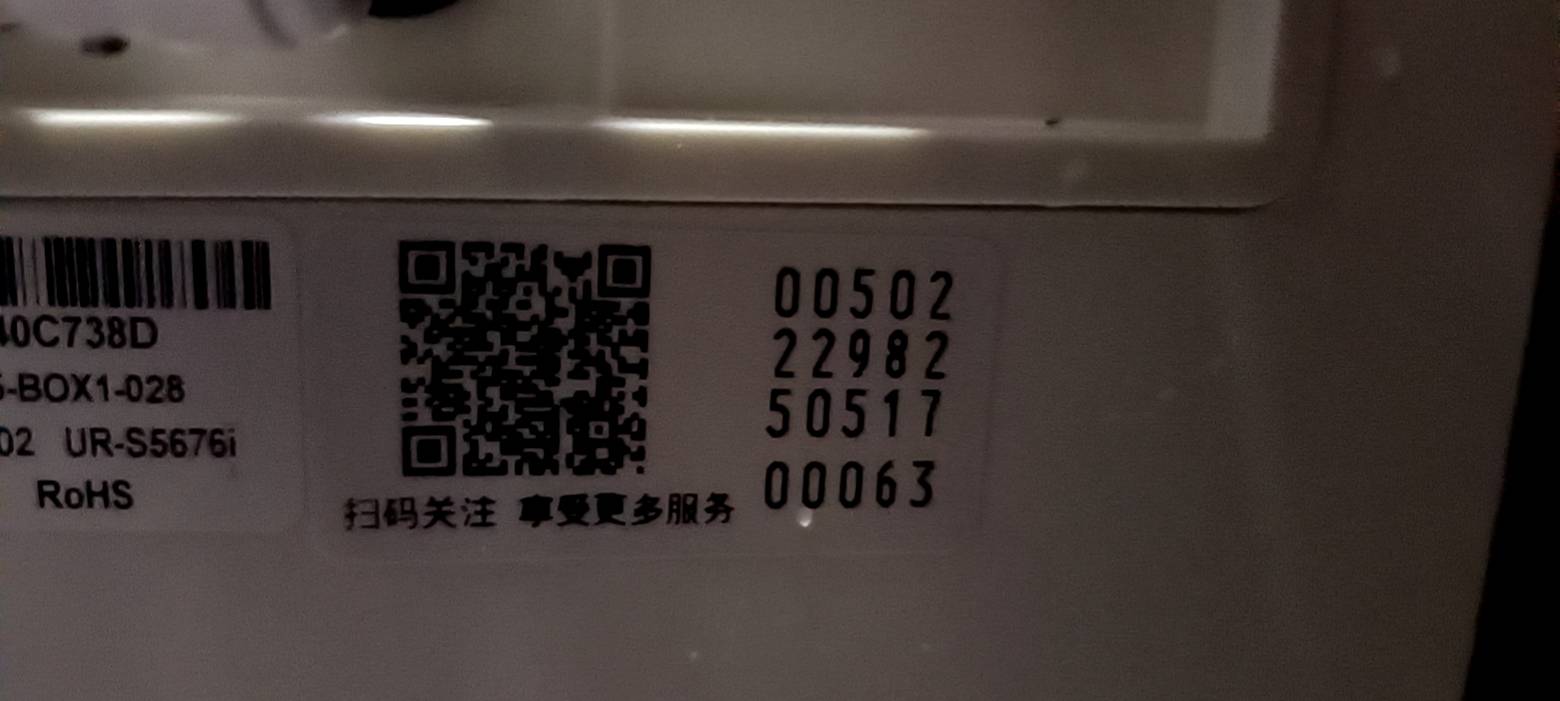 40C738D
-BOX1-028
02 UR-S5676i
RoHS
扫码关注 享受更多服务
00502
22982
50517
00063